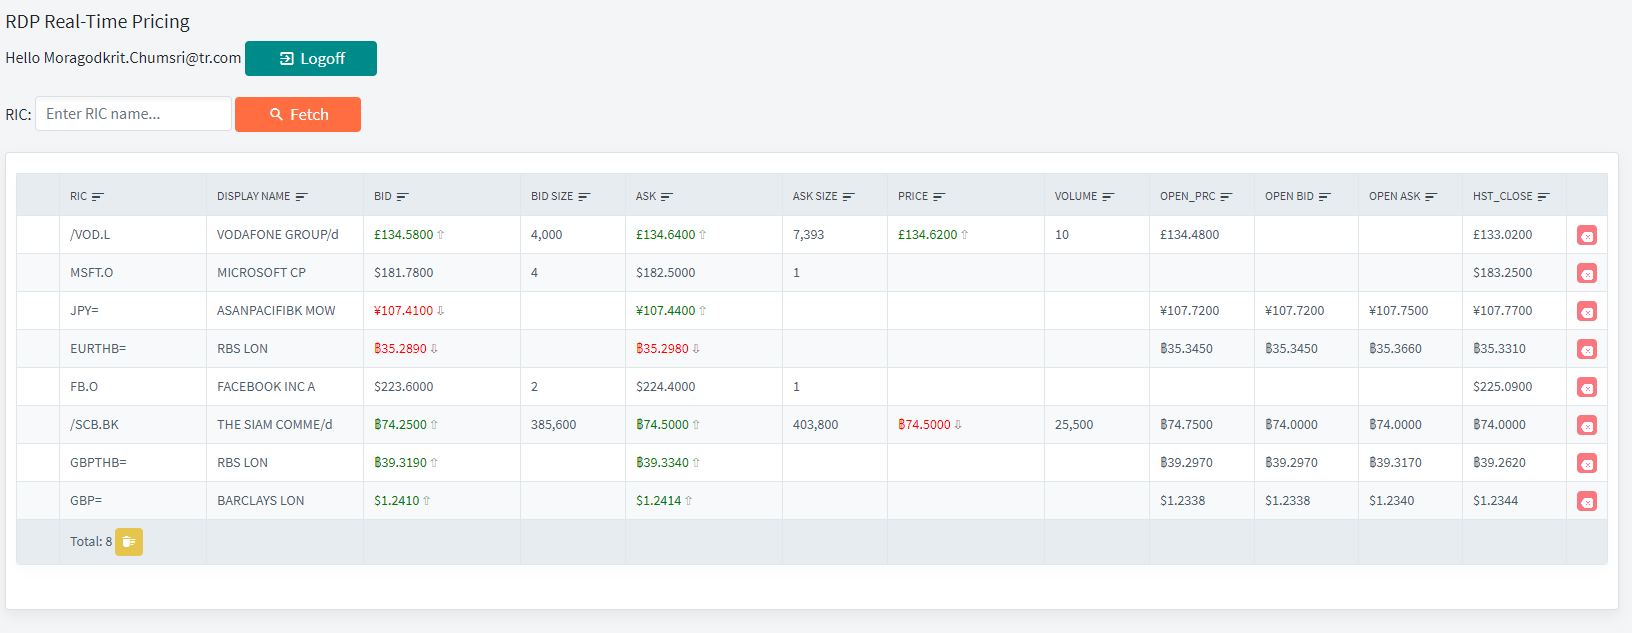 RDP Real-Time Pricing
Hello Moragodkrit.Chumsri@tr.com Logoff
RIC: Enter RIC name... Fetch
RIC DISPLAY NAME BID BID SIZE ASK ASK SIZE PRICE VOLUME OPEN_PRC OPEN BID OPEN ASK HST_CLOSE
/VOD.L VODAFONE GROUP/d £134.5800 ⇧ 4,000 £134.6400 ⇧ 7,393 £134.6200 ⇧ 10 £134.4800 £133.0200
MSFT.O MICROSOFT CP $181.7800 4 $182.5000 1 $183.2500
JPY= ASANPACIFIBK MOW ¥107.4100 ⇩ ¥107.4400 ⇧ ¥107.7200 ¥107.7200 ¥107.7500 ¥107.7700
EURTHB= RBS LON ฿35.2890 ⇩ ฿35.2980 ⇩ ฿35.3450 ฿35.3450 ฿35.3660 ฿35.3310
FB.O FACEBOOK INC A $223.6000 2 $224.4000 1 $225.0900
/SCB.BK THE SIAM COMME/d ฿74.2500 ⇧ 385,600 ฿74.5000 ⇧ 403,800 ฿74.5000 ⇩ 25,500 ฿74.7500 ฿74.0000 ฿74.0000 ฿74.0000
GBPTHB= RBS LON ฿39.3190 ⇧ ฿39.3340 ⇧ ฿39.2970 ฿39.2970 ฿39.3170 ฿39.2620
GBP= BARCLAYS LON $1.2410 ⇧ $1.2414 ⇧ $1.2338 $1.2338 $1.2340 $1.2344
Total: 8